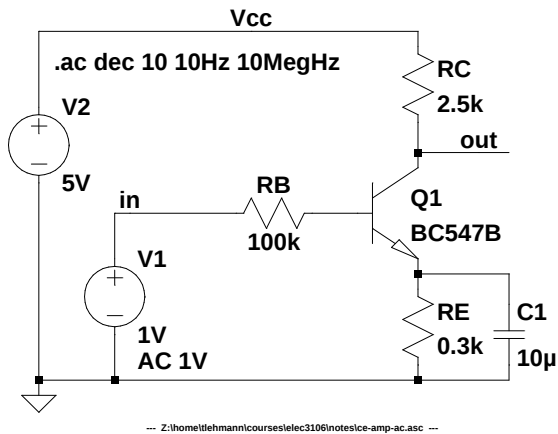 Vcc
.ac dec 10 10Hz 10MegHz
RC
2.5k
V2
5V
out
in
RB
100k
Q1
BC547B
V1
1V
AC 1V
RE
0.3k
C1
10µ
--- Z:\home\tlehmann\courses\elec3106\notes\ce-amp-ac.asc ---